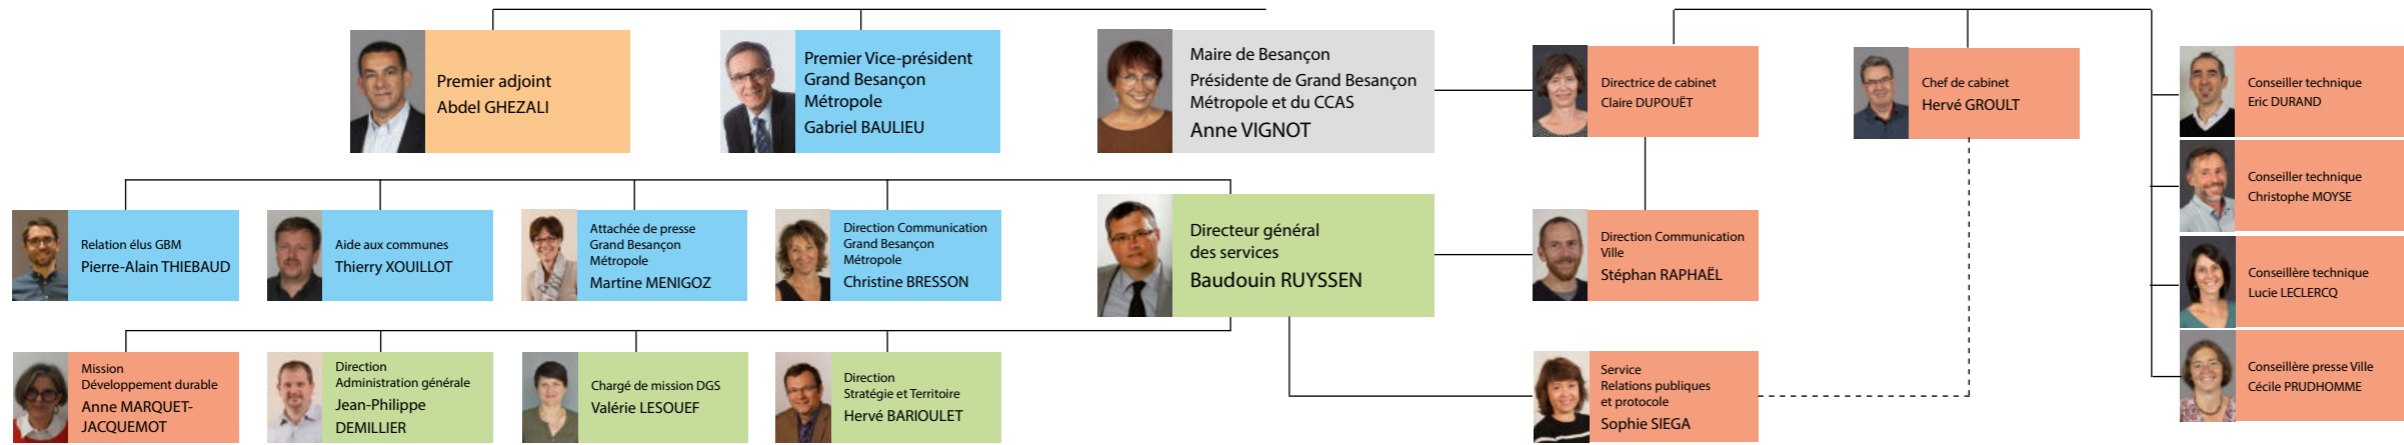 Premier adjoint
Abdel GHEZALI
Premier Vice-président
Grand Besançon
Métropole
Gabriel BAULIEU
Maire de Besançon
Présidente de Grand Besançon
Métropole et du CCAS
Anne VIGNOT
Directrice de cabinet
Claire DUPOUËT
Chef de cabinet
Hervé GROULT
Conseiller technique
Eric DURAND
Conseiller technique
Christophe MOYSE
Conseillère technique
Lucie LECLERCQ
Conseillère presse Ville
Cécile PRUDHOMME
Relation élus GBM
Pierre-Alain THIEBAUD
Aide aux communes
Thierry XOUILLOT
Attachée de presse
Grand Besançon
Métropole
Martine MENIGOZ
Direction Communication
Grand Besançon
Métropole
Christine BRESSON
Directeur général
des services
Baudouin RUYSSEN
Direction Communication
Ville
Stéphan RAPHAËL
Mission
Développement durable
Anne MARQUET-
JACQUEMOT
Direction
Administration générale
Jean-Philippe
DEMILLIER
Chargé de mission DGS
Valérie LESOUEF
Direction
Stratégie et Territoire
Hervé BARIOULET
Service
Relations publiques
et protocole
Sophie SIEGA